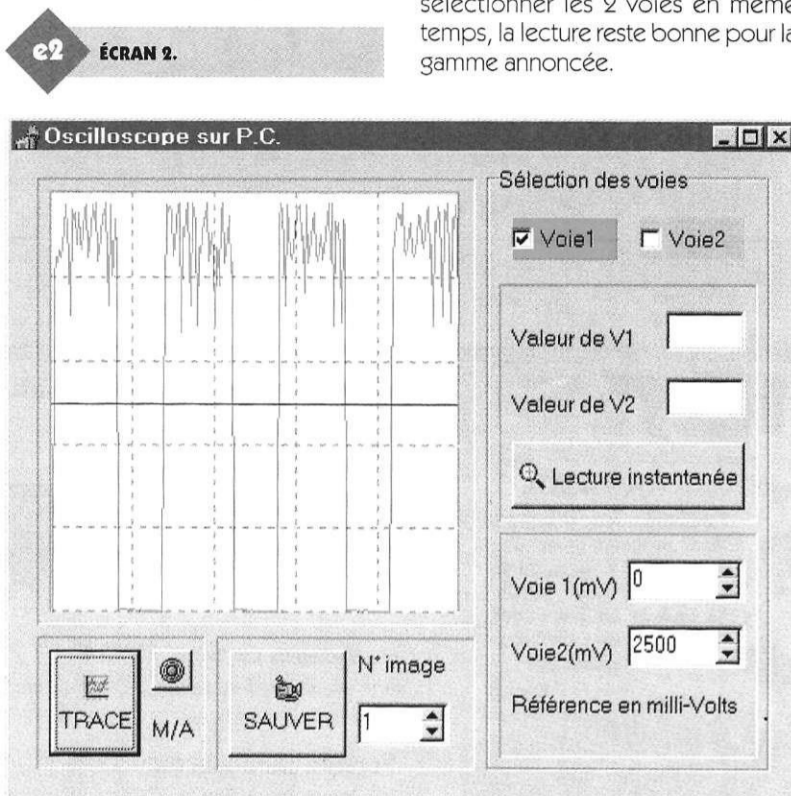 sélectionner les 2 voies en même
temps, la lecture reste bonne pour la
gamme annoncée.
e2 ÉCRAN 2.
Oscilloscope sur P.C.
Sélection des voies
Voie1 Voie2
Valeur de V1
Valeur de V2
Lecture instantanée
Voie 1(mV) 0
Voie2(mV) 2500
Référence en milli-Volts
TRACE M/A
SAUVER
N° image
1